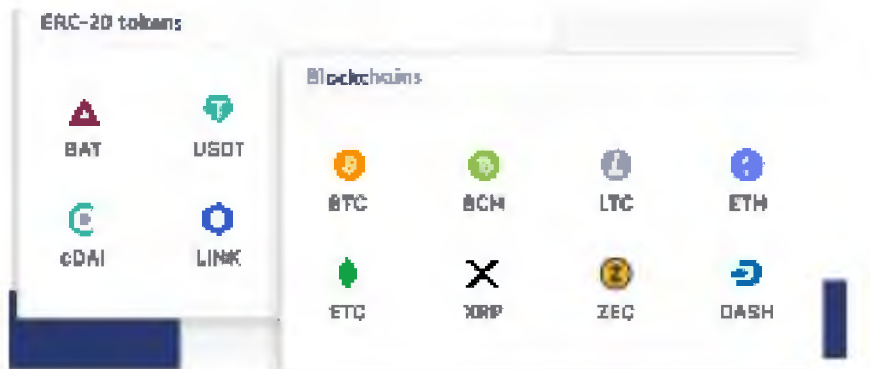 ERC-20 tokens
BAT USDT
cDAI LINK
Blockchains
BTC BCH LTC ETH
ETC XRP ZEC DASH